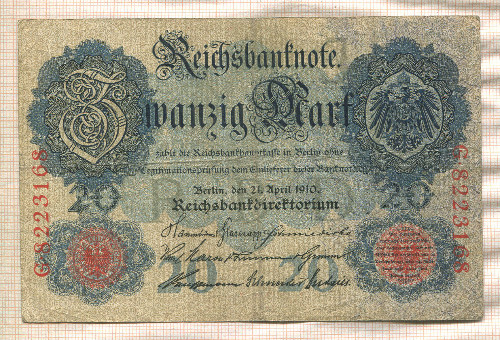 Reichsbanknote.
Zwanzig Mark
zahlt die Reichsbankhauptkasse in Berlin ohne
Legitimationsprüfung dem Einlieferer dieser Banknote.
Berlin, den 21. April 1910.
Reichsbankdirektorium
20 20
20 20
G·8223168
G·8223168